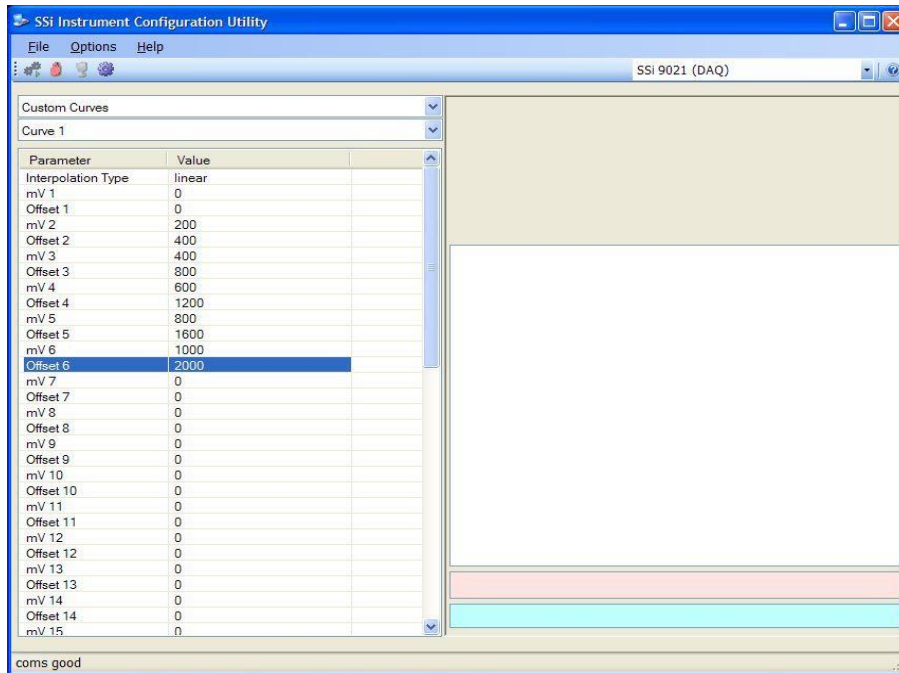 SSi Instrument Configuration Utility
File Options Help
SSi 9021 (DAQ)
Custom Curves
Curve 1
Parameter Value
Interpolation Type linear
mV 1 0
Offset 1 0
mV 2 200
Offset 2 400
mV 3 400
Offset 3 800
mV 4 600
Offset 4 1200
mV 5 800
Offset 5 1600
mV 6 1000
Offset 6 2000
mV 7 0
Offset 7 0
mV 8 0
Offset 8 0
mV 9 0
Offset 9 0
mV 10 0
Offset 10 0
mV 11 0
Offset 11 0
mV 12 0
Offset 12 0
mV 13 0
Offset 13 0
mV 14 0
Offset 14 0
mV 15 0
coms good